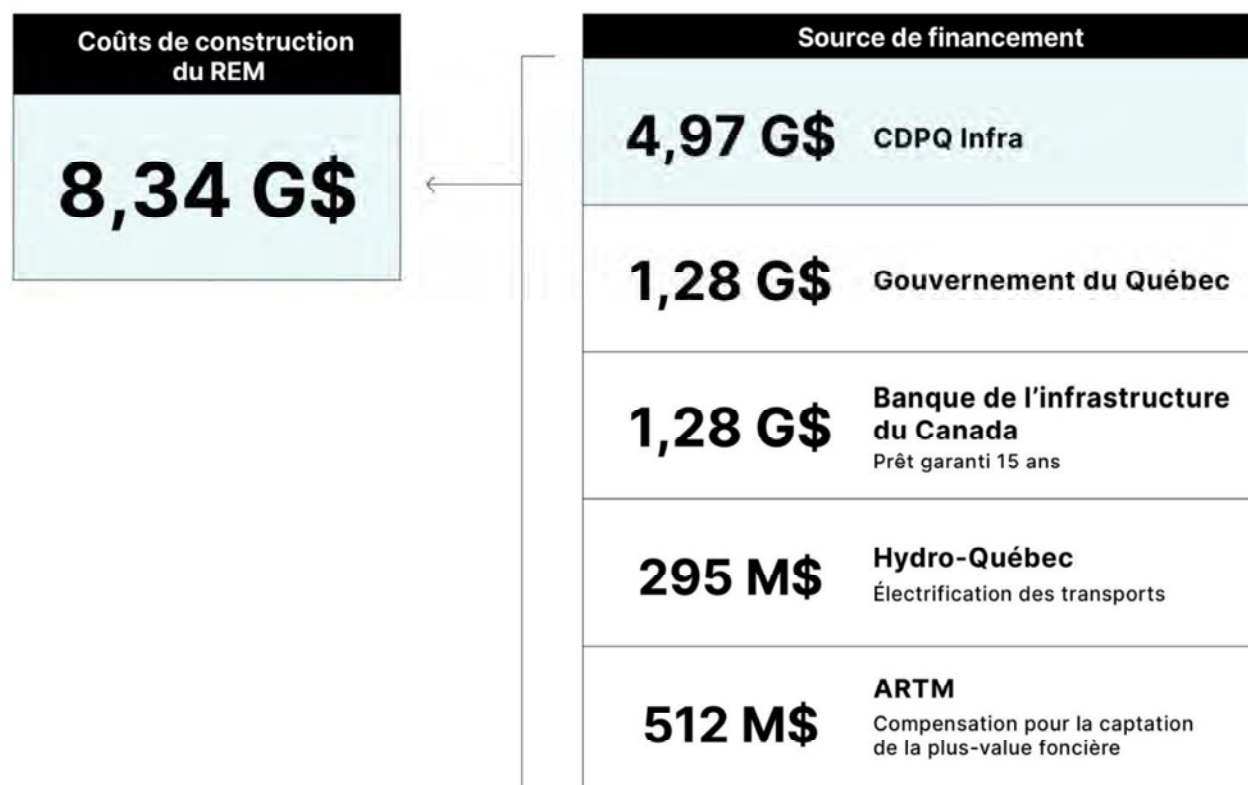 Coûts de construction
du REM
8,34 G$
Source de financement
4,97 G$ CDPQ Infra
1,28 G$ Gouvernement du Québec
1,28 G$ Banque de l’infrastructure
du Canada
Prêt garanti 15 ans
295 M$ Hydro-Québec
Électrification des transports
512 M$ ARTM
Compensation pour la captation
de la plus-value foncière